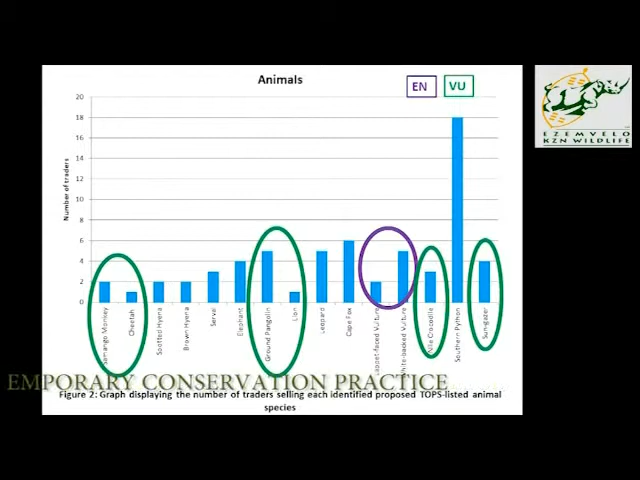 Animals
EN
VU
20
18
16
14
12
10
8
6
4
2
0
Number of traders
Samango Monkey
Cheetah
Spotted Hyena
Brown Hyena
Serval
Elephant
Ground Pangolin
Lion
Leopard
Cape Fox
Lappet-faced Vulture
White-backed Vulture
Nile Crocodile
Southern Python
Sungazer
EZEMVELO
KZN WILDLIFE
EMPORARY CONSERVATION PRACTICE
Figure 2: Graph displaying the number of traders selling each identified proposed TOPS-listed animal
species